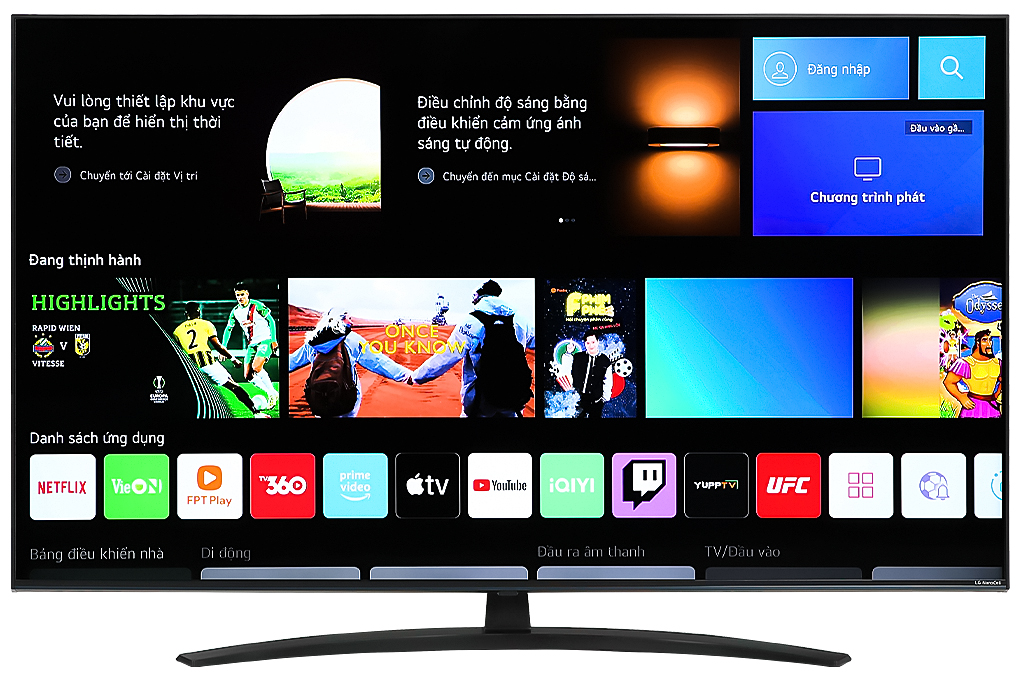 Vui lòng thiết lập khu vực
của bạn để hiển thị thời
tiết.
Chuyển tới Cài đặt Vị trí
Điều chỉnh độ sáng bằng
điều khiển cảm ứng ánh
sáng tự động.
Chuyển đến mục Cài đặt Độ sá...
Đăng nhập
Đầu vào gầ...
Chương trình phát
Đang thịnh hành
HIGHLIGHTS
RAPID WIEN
V
VITESSE
EUROPA
2
ONCE
YOU KNOW
Odysse
Danh sách ứng dụng
NETFLIX
VieON
FPT Play
TV360
prime
video
tv
YouTube
iQIYI
YUPPTV
UFC
Bảng điều khiển nhà
Di động
Đầu ra âm thanh
TV/Đầu vào
LG NanoCell